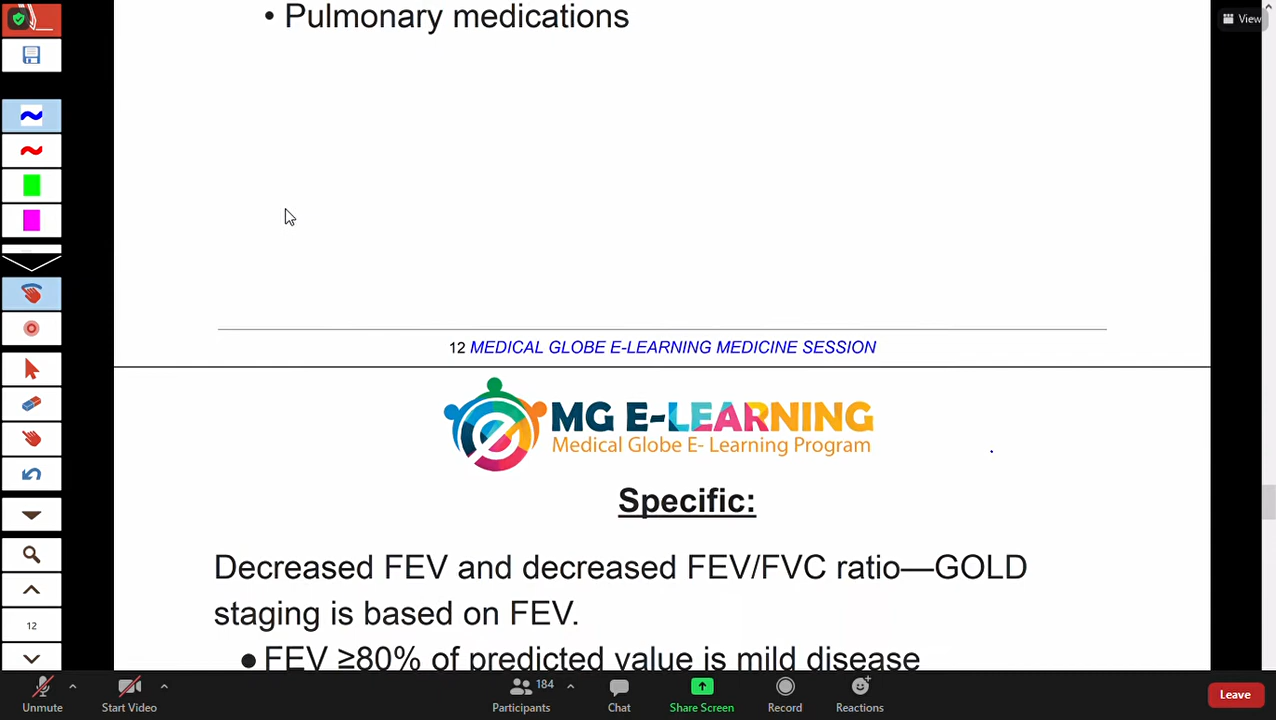 • Pulmonary medications
View
12 MEDICAL GLOBE E-LEARNING MEDICINE SESSION
MG E-LEARNING
Medical Globe E- Learning Program
Specific:
Decreased FEV and decreased FEV/FVC ratio—GOLD
staging is based on FEV.
● FEV ≥80% of predicted value is mild disease
12
184
Unmute
Start Video
Participants
Chat
Share Screen
Record
Reactions
Leave